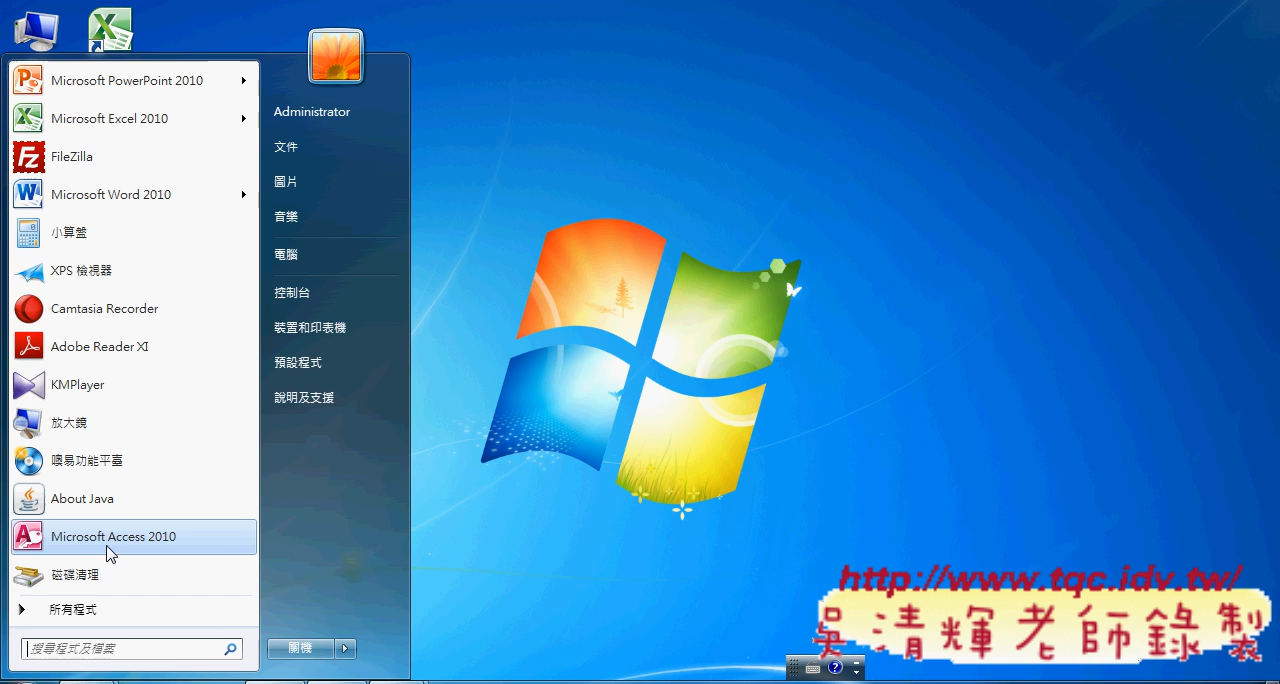 Microsoft PowerPoint 2010
Microsoft Excel 2010
FileZilla
Microsoft Word 2010
小算盤
XPS 檢視器
Camtasia Recorder
Adobe Reader XI
KMPlayer
放大鏡
噢易功能平臺
About Java
Microsoft Access 2010
磁碟清理
所有程式
搜尋程式及檔案
Administrator
文件
圖片
音樂
電腦
控制台
裝置和印表機
預設程式
說明及支援
關機
http://www.tqc.idv.tw/
吳清輝老師錄製